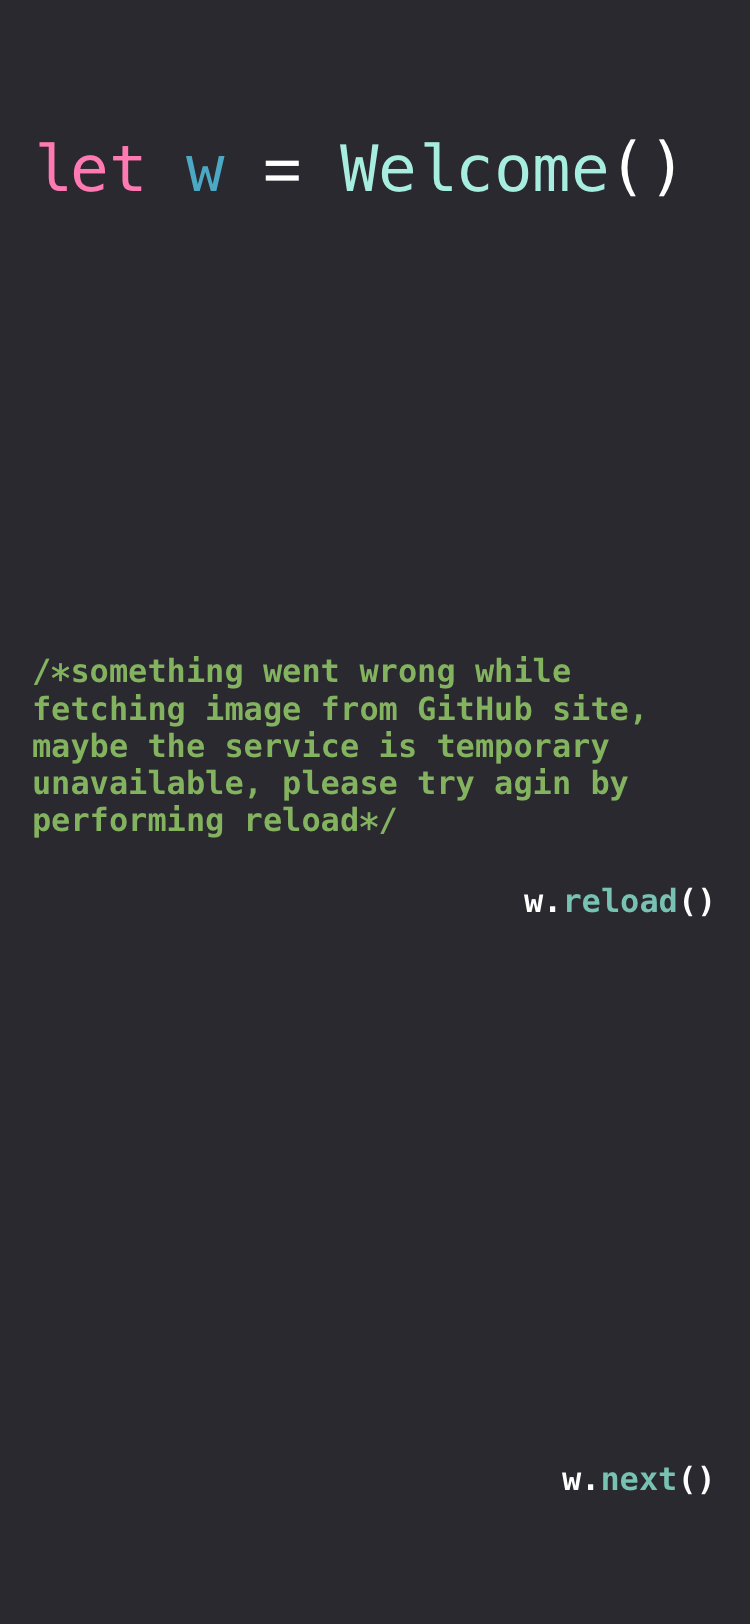 let w = Welcome()
/*something went wrong while
fetching image from GitHub site,
maybe the service is temporary
unavailable, please try agin by
performing reload*/
w.reload()
w.next()